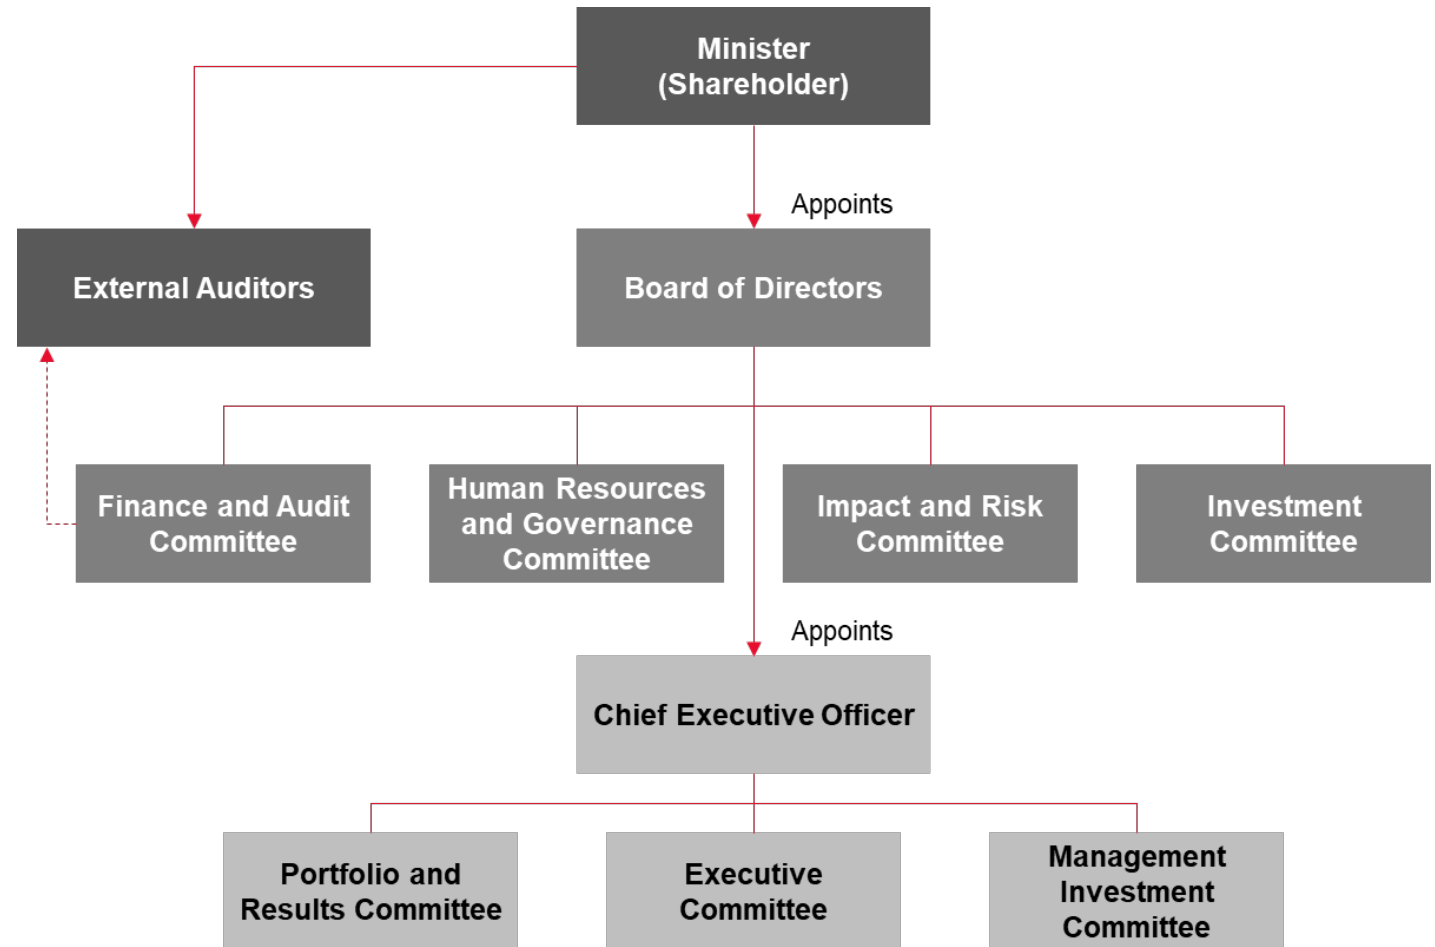 Minister
(Shareholder)
Appoints
External Auditors
Board of Directors
Finance and Audit
Committee
Human Resources
and Governance
Committee
Impact and Risk
Committee
Investment
Committee
Appoints
Chief Executive Officer
Portfolio and
Results Committee
Executive
Committee
Management
Investment
Committee